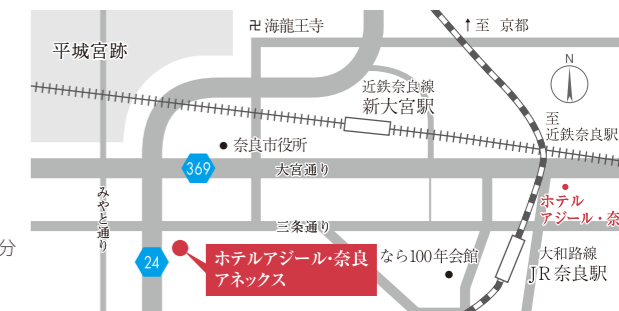 卍海龍王寺
↑至 京都
平城宮跡
N
近鉄奈良線
新大宮駅
至
近鉄奈良駅
奈良市役所
369
大宮通り
みやと通り
ホテル
アジール・奈
三条通り
分
24
ホテルアジール・奈良
アネックス
なら100年会館
大和路線
JR奈良駅